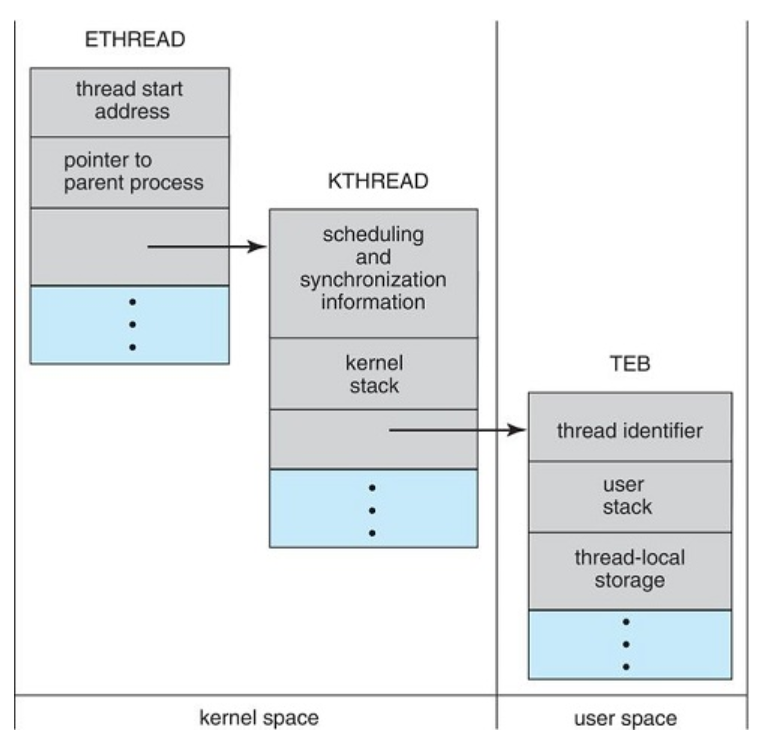 ETHREAD
thread start
address
pointer to
parent process
KTHREAD
scheduling
and
synchronization
information
kernel
stack
TEB
thread identifier
user
stack
thread-local
storage
kernel space
user space